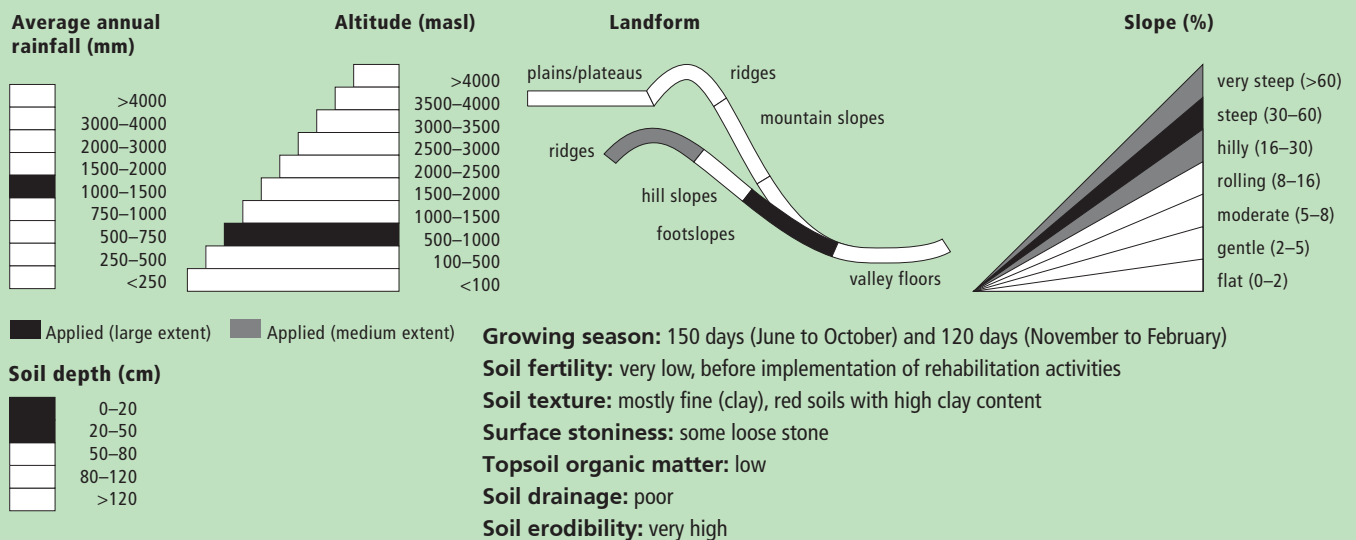 Average annual
rainfall (mm)
>4000
3000–4000
2000–3000
1500–2000
1000–1500
750–1000
500–750
250–500
<250
Altitude (masl)
>4000
3500–4000
3000–3500
2500–3000
2000–2500
1500–2000
1000–1500
500–1000
100–500
<100
Landform
plains/plateaus
ridges
mountain slopes
ridges
hill slopes
footslopes
valley floors
Slope (%)
very steep (>60)
steep (30–60)
hilly (16–30)
rolling (8–16)
moderate (5–8)
gentle (2–5)
flat (0–2)
Applied (large extent)
Applied (medium extent)
Soil depth (cm)
0–20
20–50
50–80
80–120
>120
Growing season: 150 days (June to October) and 120 days (November to February)
Soil fertility: very low, before implementation of rehabilitation activities
Soil texture: mostly fine (clay), red soils with high clay content
Surface stoniness: some loose stone
Topsoil organic matter: low
Soil drainage: poor
Soil erodibility: very high